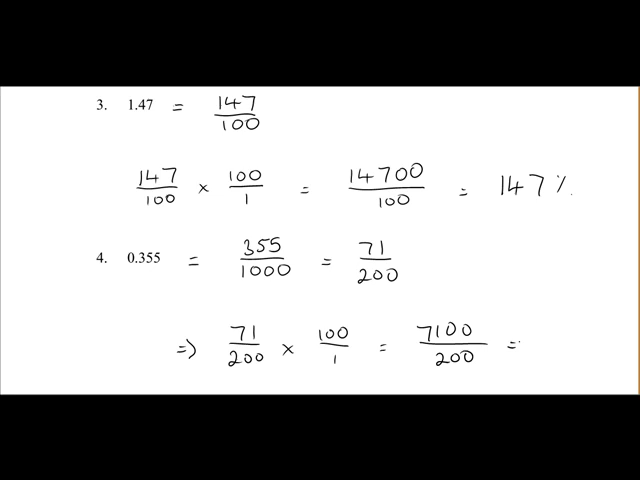 3. 1.47 = 147/100
147/100 × 100/1 = 14700/100 = 147%
4. 0.355 = 355/1000 = 71/200
⇒ 71/200 × 100/1 = 7100/200 =